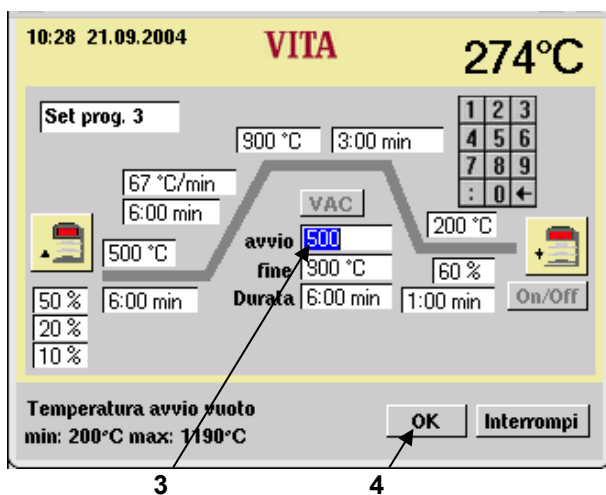 10:28 21.09.2004 VITA 274°C
Set prog. 3
1 2 3
4 5 6
7 8 9
: 0 ←
900 °C 3:00 min
67 °C/min
6:00 min
VAC
200 °C
500 °C
avvio 500
fine 900 °C
60 %
50 % 6:00 min
Durata 6:00 min
1:00 min
On/Off
20 %
10 %
Temperatura avvio vuoto
min: 200°C max: 1190°C
OK Interrompi
3 4